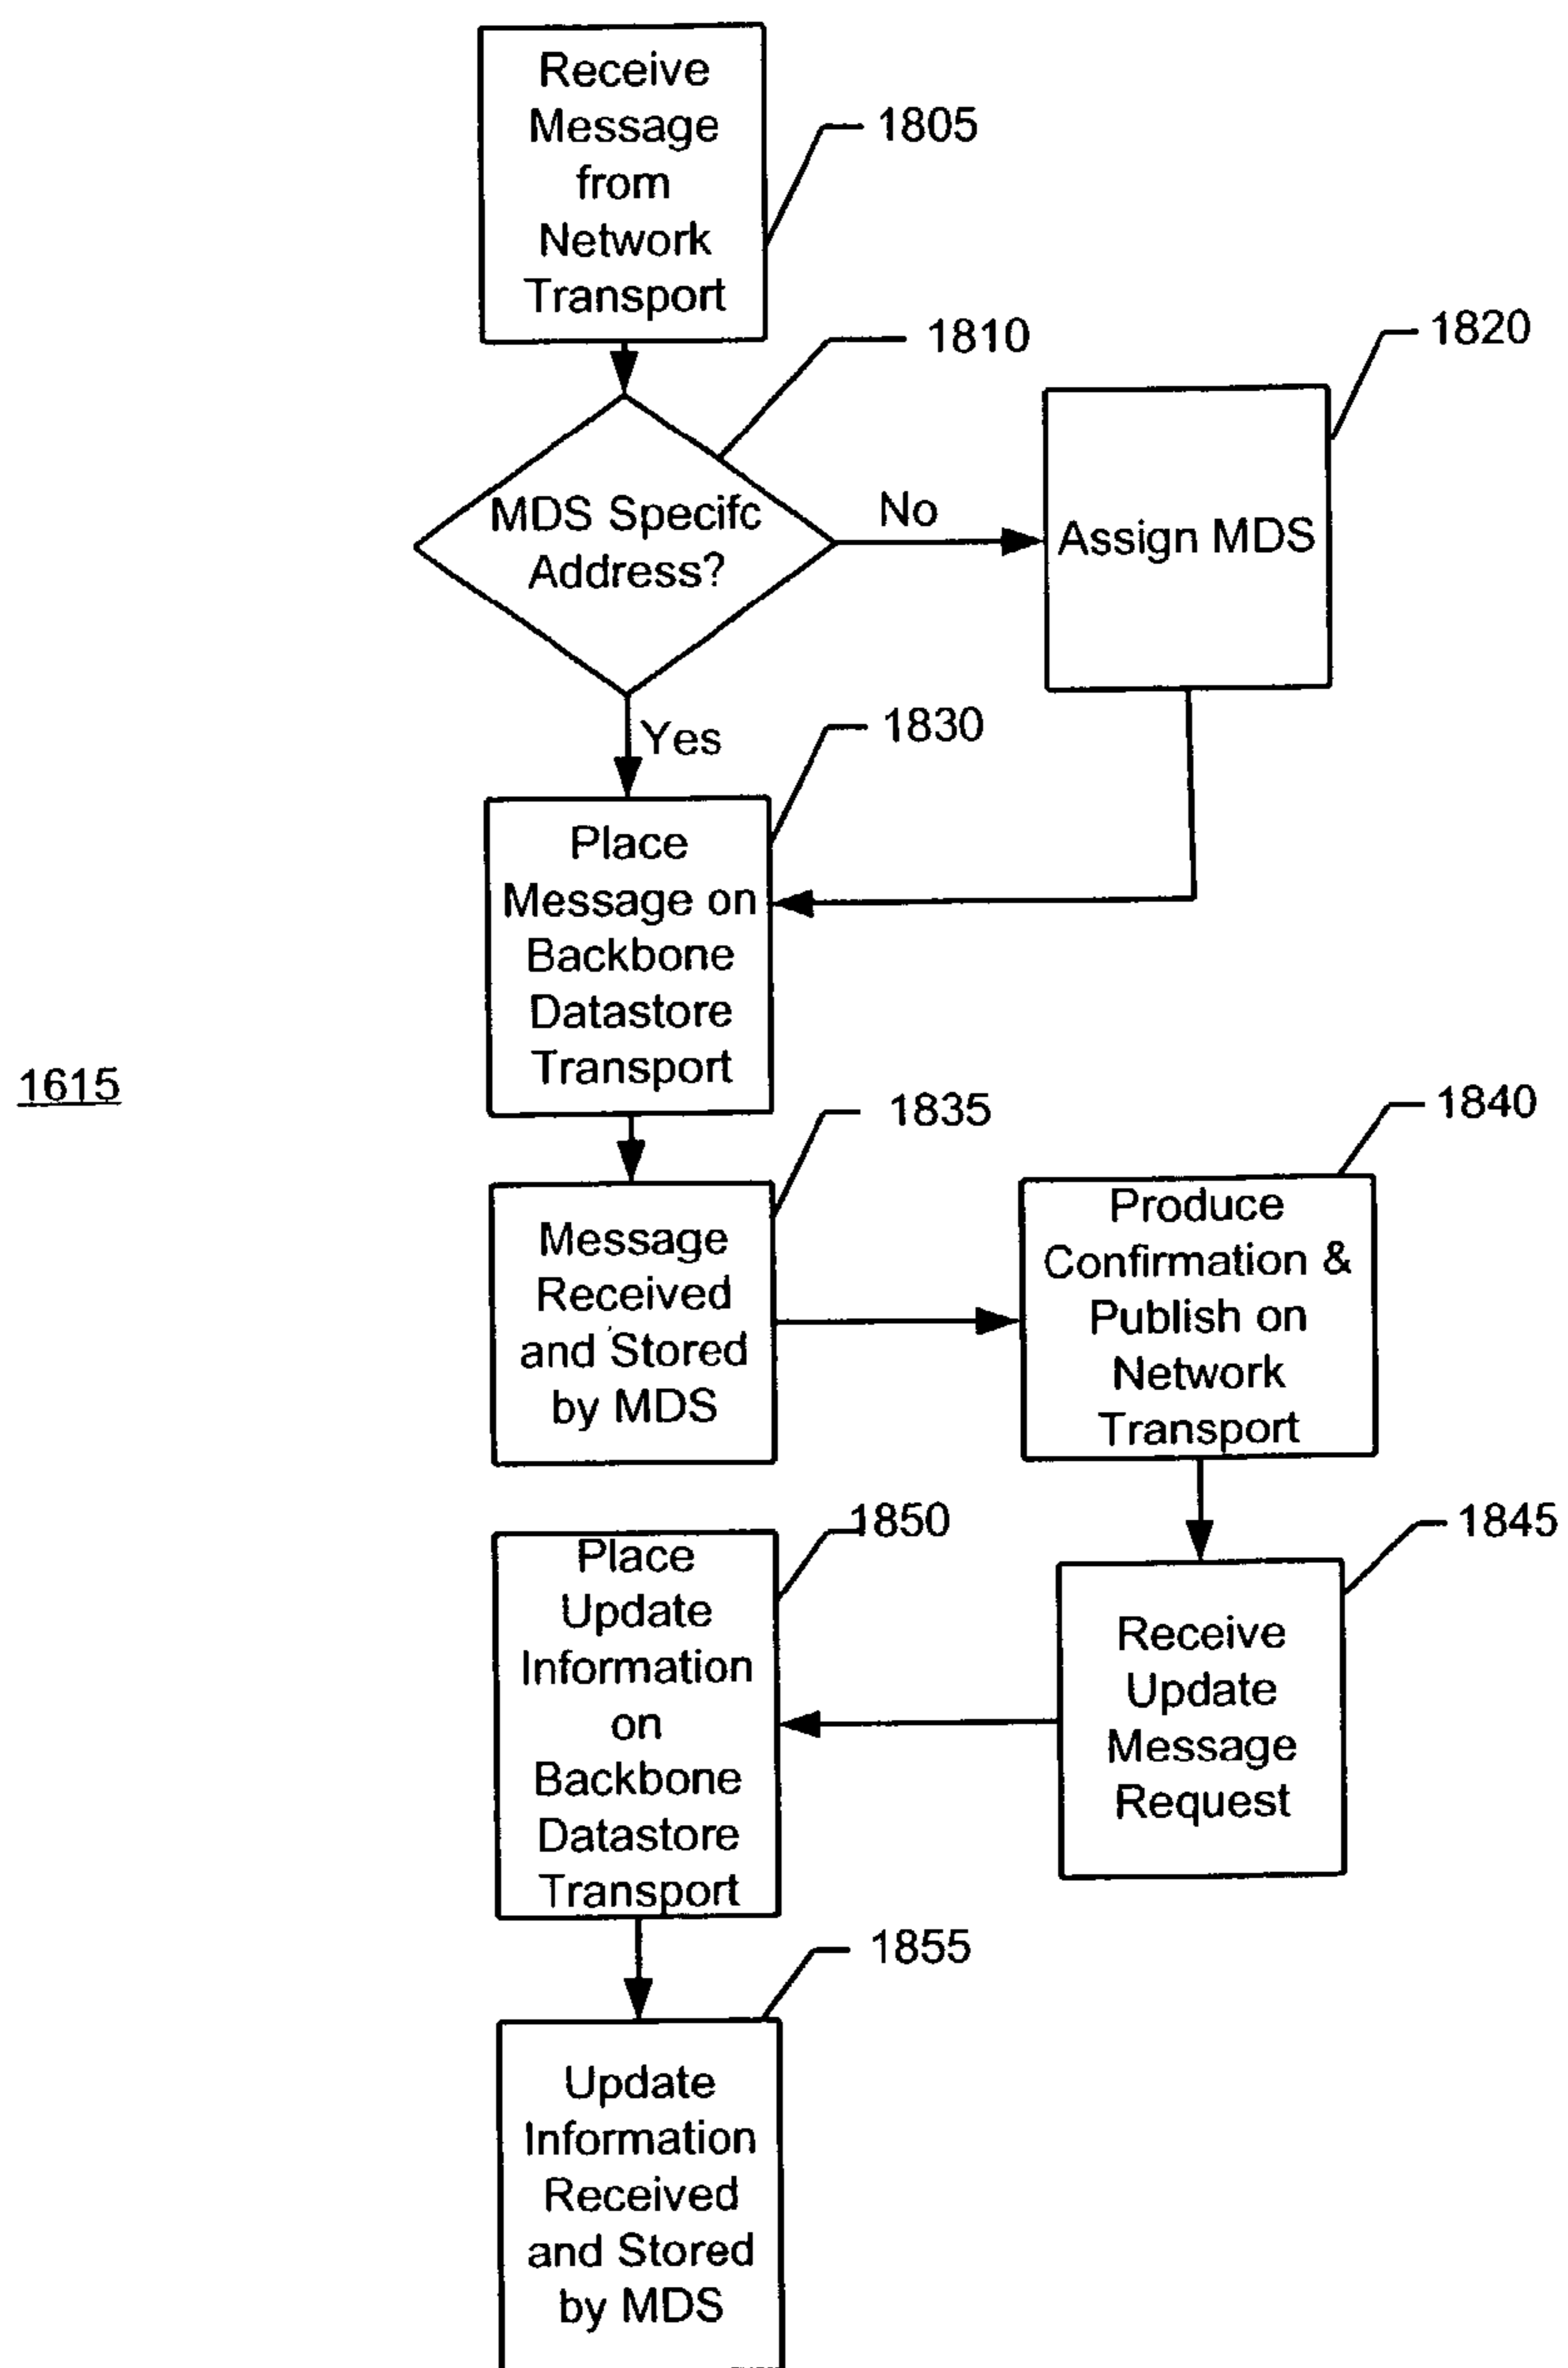 Receive
Message
from
Network
Transport
1805
1810
MDS Specifc
Address?
No
1820
Assign MDS
Yes
1830
Place
Message on
Backbone
Datastore
Transport
1615
1835
Message
Received
and Stored
by MDS
1840
Produce
Confirmation &
Publish on
Network
Transport
1845
Receive
Update
Message
Request
1850
Place
Update
Information
on
Backbone
Datastore
Transport
1855
Update
Information
Received
and Stored
by MDS